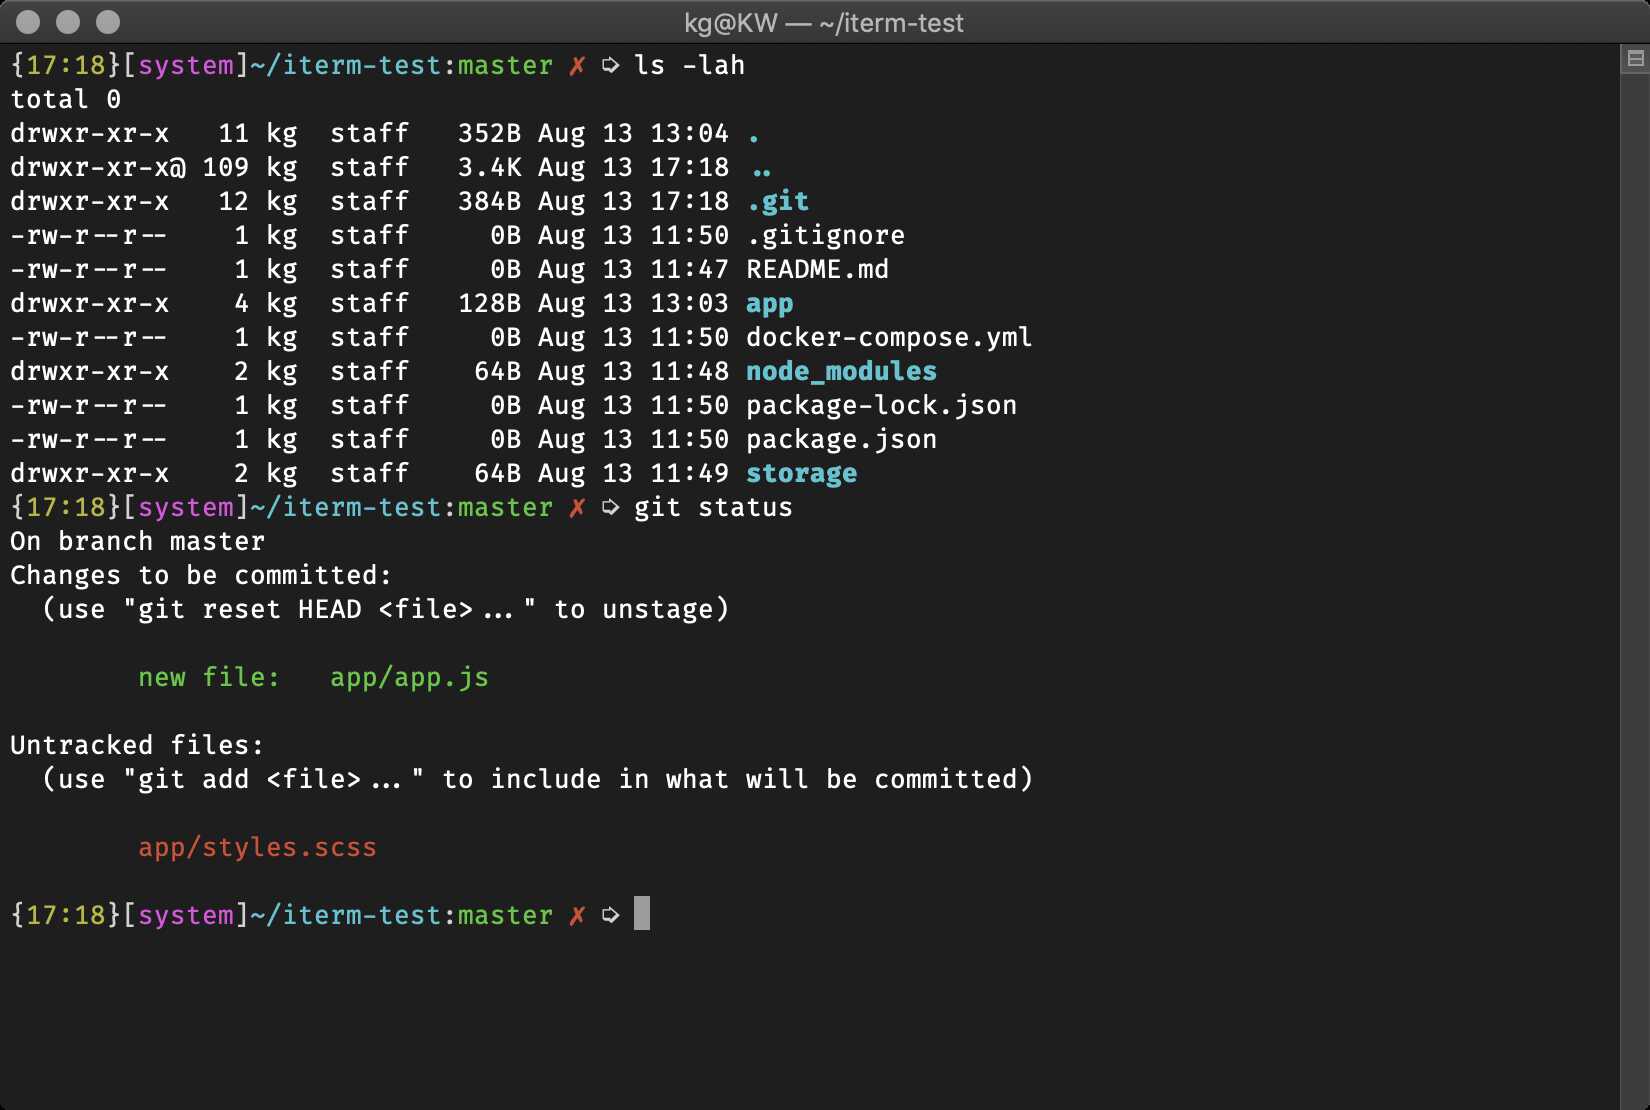 kg@KW — ~/iterm-test
{17:18}[system]~/iterm-test:master ✗ ➭ ls -lah
total 0
drwxr-xr-x   11 kg  staff   352B Aug 13 13:04 .
drwxr-xr-x@ 109 kg  staff   3.4K Aug 13 17:18 ..
drwxr-xr-x   12 kg  staff   384B Aug 13 17:18 .git
-rw-r--r--    1 kg  staff     0B Aug 13 11:50 .gitignore
-rw-r--r--    1 kg  staff     0B Aug 13 11:47 README.md
drwxr-xr-x    4 kg  staff   128B Aug 13 13:03 app
-rw-r--r--    1 kg  staff     0B Aug 13 11:50 docker-compose.yml
drwxr-xr-x    2 kg  staff    64B Aug 13 11:48 node_modules
-rw-r--r--    1 kg  staff     0B Aug 13 11:50 package-lock.json
-rw-r--r--    1 kg  staff     0B Aug 13 11:50 package.json
drwxr-xr-x    2 kg  staff    64B Aug 13 11:49 storage
{17:18}[system]~/iterm-test:master ✗ ➭ git status
On branch master
Changes to be committed:
  (use "git reset HEAD <file>..." to unstage)

        new file:   app/app.js

Untracked files:
  (use "git add <file>..." to include in what will be committed)

        app/styles.scss

{17:18}[system]~/iterm-test:master ✗ ➭